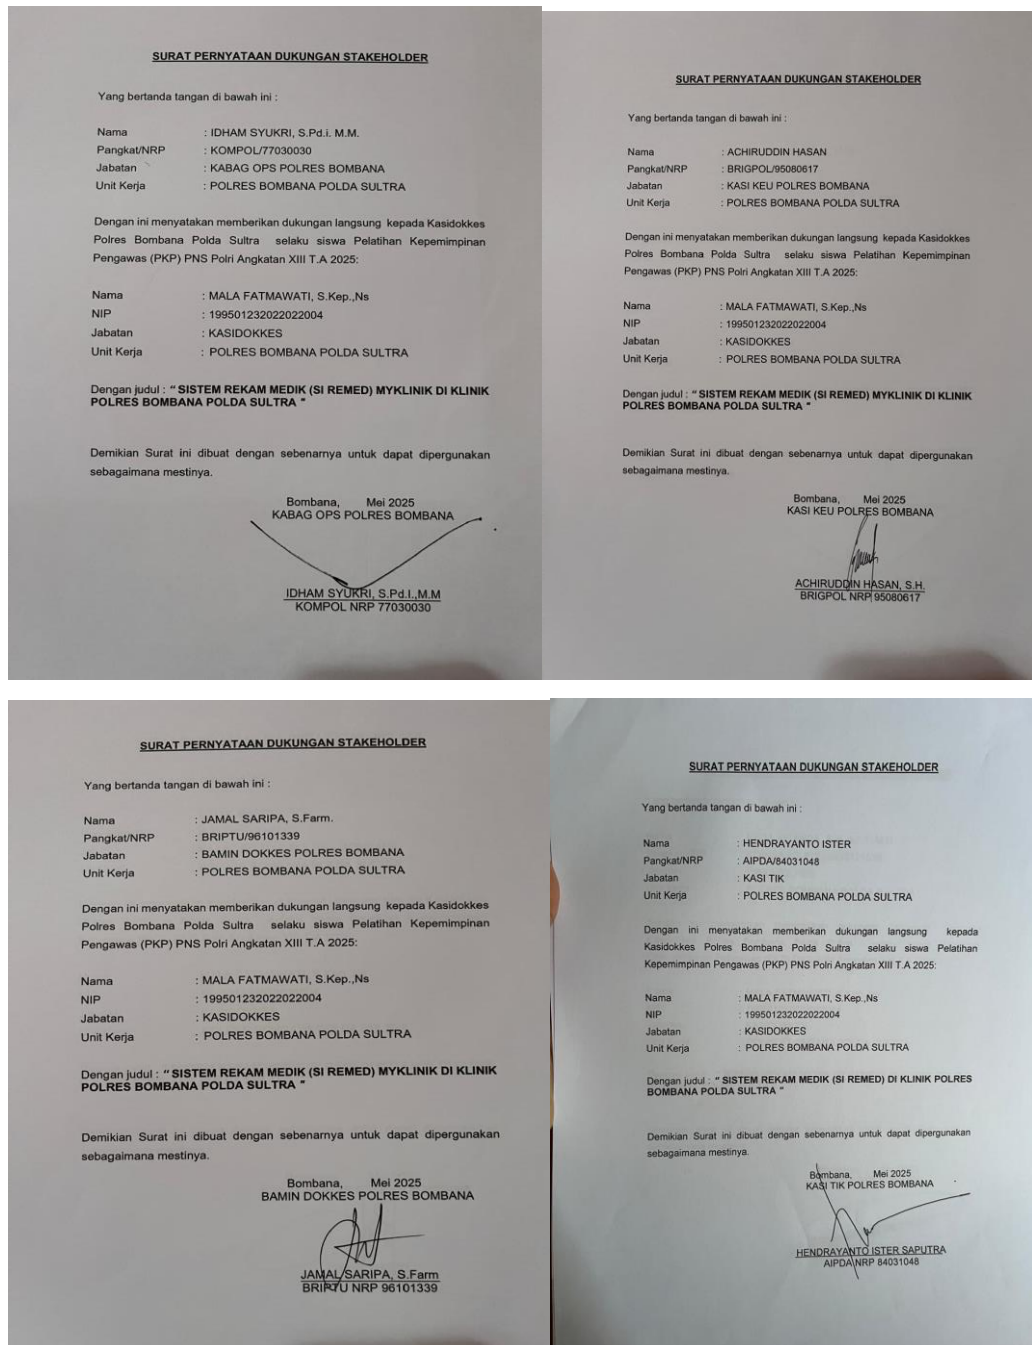 SURAT PERNYATAAN DUKUNGAN STAKEHOLDER
Yang bertanda tangan di bawah ini :
Nama : IDHAM SYUKRI, S.Pd.i. M.M.
Pangkat/NRP : KOMPOL/77030030
Jabatan : KABAG OPS POLRES BOMBANA
Unit Kerja : POLRES BOMBANA POLDA SULTRA
Dengan ini menyatakan memberikan dukungan langsung kepada Kasidokkes
Polres Bombana Polda Sultra selaku siswa Pelatihan Kepemimpinan
Pengawas (PKP) PNS Polri Angkatan XIII T.A 2025:
Nama : MALA FATMAWATI, S.Kep.,Ns
NIP : 199501232022022004
Jabatan : KASIDOKKES
Unit Kerja : POLRES BOMBANA POLDA SULTRA
Dengan judul : “ SISTEM REKAM MEDIK (SI REMED) MYKLINIK DI KLINIK
POLRES BOMBANA POLDA SULTRA ”
Demikian Surat ini dibuat dengan sebenarnya untuk dapat dipergunakan
sebagaimana mestinya.
Bombana, Mei 2025
KABAG OPS POLRES BOMBANA
IDHAM SYUKRI, S.Pd.I.,M.M
KOMPOL NRP 77030030
SURAT PERNYATAAN DUKUNGAN STAKEHOLDER
Yang bertanda tangan di bawah ini :
Nama : ACHIRUDDIN HASAN
Pangkat/NRP : BRIGPOL/95080617
Jabatan : KASI KEU POLRES BOMBANA
Unit Kerja : POLRES BOMBANA POLDA SULTRA
Dengan ini menyatakan memberikan dukungan langsung kepada Kasidokkes
Polres Bombana Polda Sultra selaku siswa Pelatihan Kepemimpinan
Pengawas (PKP) PNS Polri Angkatan XIII T.A 2025:
Nama : MALA FATMAWATI, S.Kep.,Ns
NIP : 199501232022022004
Jabatan : KASIDOKKES
Unit Kerja : POLRES BOMBANA POLDA SULTRA
Dengan judul : “ SISTEM REKAM MEDIK (SI REMED) MYKLINIK DI KLINIK
POLRES BOMBANA POLDA SULTRA ”
Demikian Surat ini dibuat dengan sebenarnya untuk dapat dipergunakan
sebagaimana mestinya.
Bombana, Mei 2025
KASI KEU POLRES BOMBANA
ACHIRUDDIN HASAN, S.H.
BRIGPOL NRP 95080617
SURAT PERNYATAAN DUKUNGAN STAKEHOLDER
Yang bertanda tangan di bawah ini :
Nama : JAMAL SARIPA, S.Farm.
Pangkat/NRP : BRIPTU/96101339
Jabatan : BAMIN DOKKES POLRES BOMBANA
Unit Kerja : POLRES BOMBANA POLDA SULTRA
Dengan ini menyatakan memberikan dukungan langsung kepada Kasidokkes
Polres Bombana Polda Sultra selaku siswa Pelatihan Kepemimpinan
Pengawas (PKP) PNS Polri Angkatan XIII T.A 2025:
Nama : MALA FATMAWATI, S.Kep.,Ns
NIP : 199501232022022004
Jabatan : KASIDOKKES
Unit Kerja : POLRES BOMBANA POLDA SULTRA
Dengan judul : “ SISTEM REKAM MEDIK (SI REMED) MYKLINIK DI KLINIK
POLRES BOMBANA POLDA SULTRA ”
Demikian Surat ini dibuat dengan sebenarnya untuk dapat dipergunakan
sebagaimana mestinya.
Bombana, Mei 2025
BAMIN DOKKES POLRES BOMBANA
JAMAL SARIPA, S.Farm
BRIPTU NRP 96101339
SURAT PERNYATAAN DUKUNGAN STAKEHOLDER
Yang bertanda tangan di bawah ini :
Nama : HENDRAYANTO ISTER
Pangkat/NRP : AIPDA/84031048
Jabatan : KASI TIK
Unit Kerja : POLRES BOMBANA POLDA SULTRA
Dengan ini menyatakan memberikan dukungan langsung kepada
Kasidokkes Polres Bombana Polda Sultra selaku siswa Pelatihan
Kepemimpinan Pengawas (PKP) PNS Polri Angkatan XIII T.A 2025:
Nama : MALA FATMAWATI, S.Kep.,Ns
NIP : 199501232022022004
Jabatan : KASIDOKKES
Unit Kerja : POLRES BOMBANA POLDA SULTRA
Dengan judul : “ SISTEM REKAM MEDIK (SI REMED) DI KLINIK POLRES
BOMBANA POLDA SULTRA ”
Demikian Surat ini dibuat dengan sebenarnya untuk dapat dipergunakan
sebagaimana mestinya.
Bombana, Mei 2025
KASI TIK POLRES BOMBANA
HENDRAYANTO ISTER SAPUTRA
AIPDA NRP 84031048